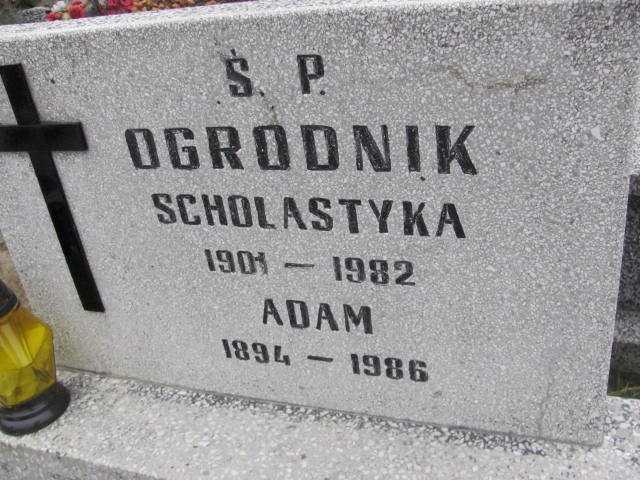 Ś. P.
OGRODNIK
SCHOLASTYKA
1901 – 1982
ADAM
1894 – 1986